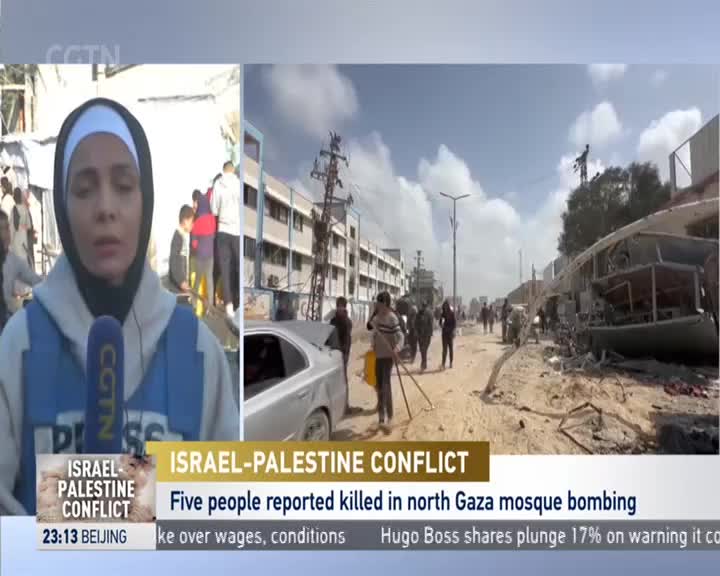 CGTN
CGTN
PRESS
ISRAEL-PALESTINE CONFLICT
ISRAEL-
PALESTINE
CONFLICT
Five people reported killed in north Gaza mosque bombing
23:13 BEIJING
ke over wages, conditions Hugo Boss shares plunge 17% on warning it co